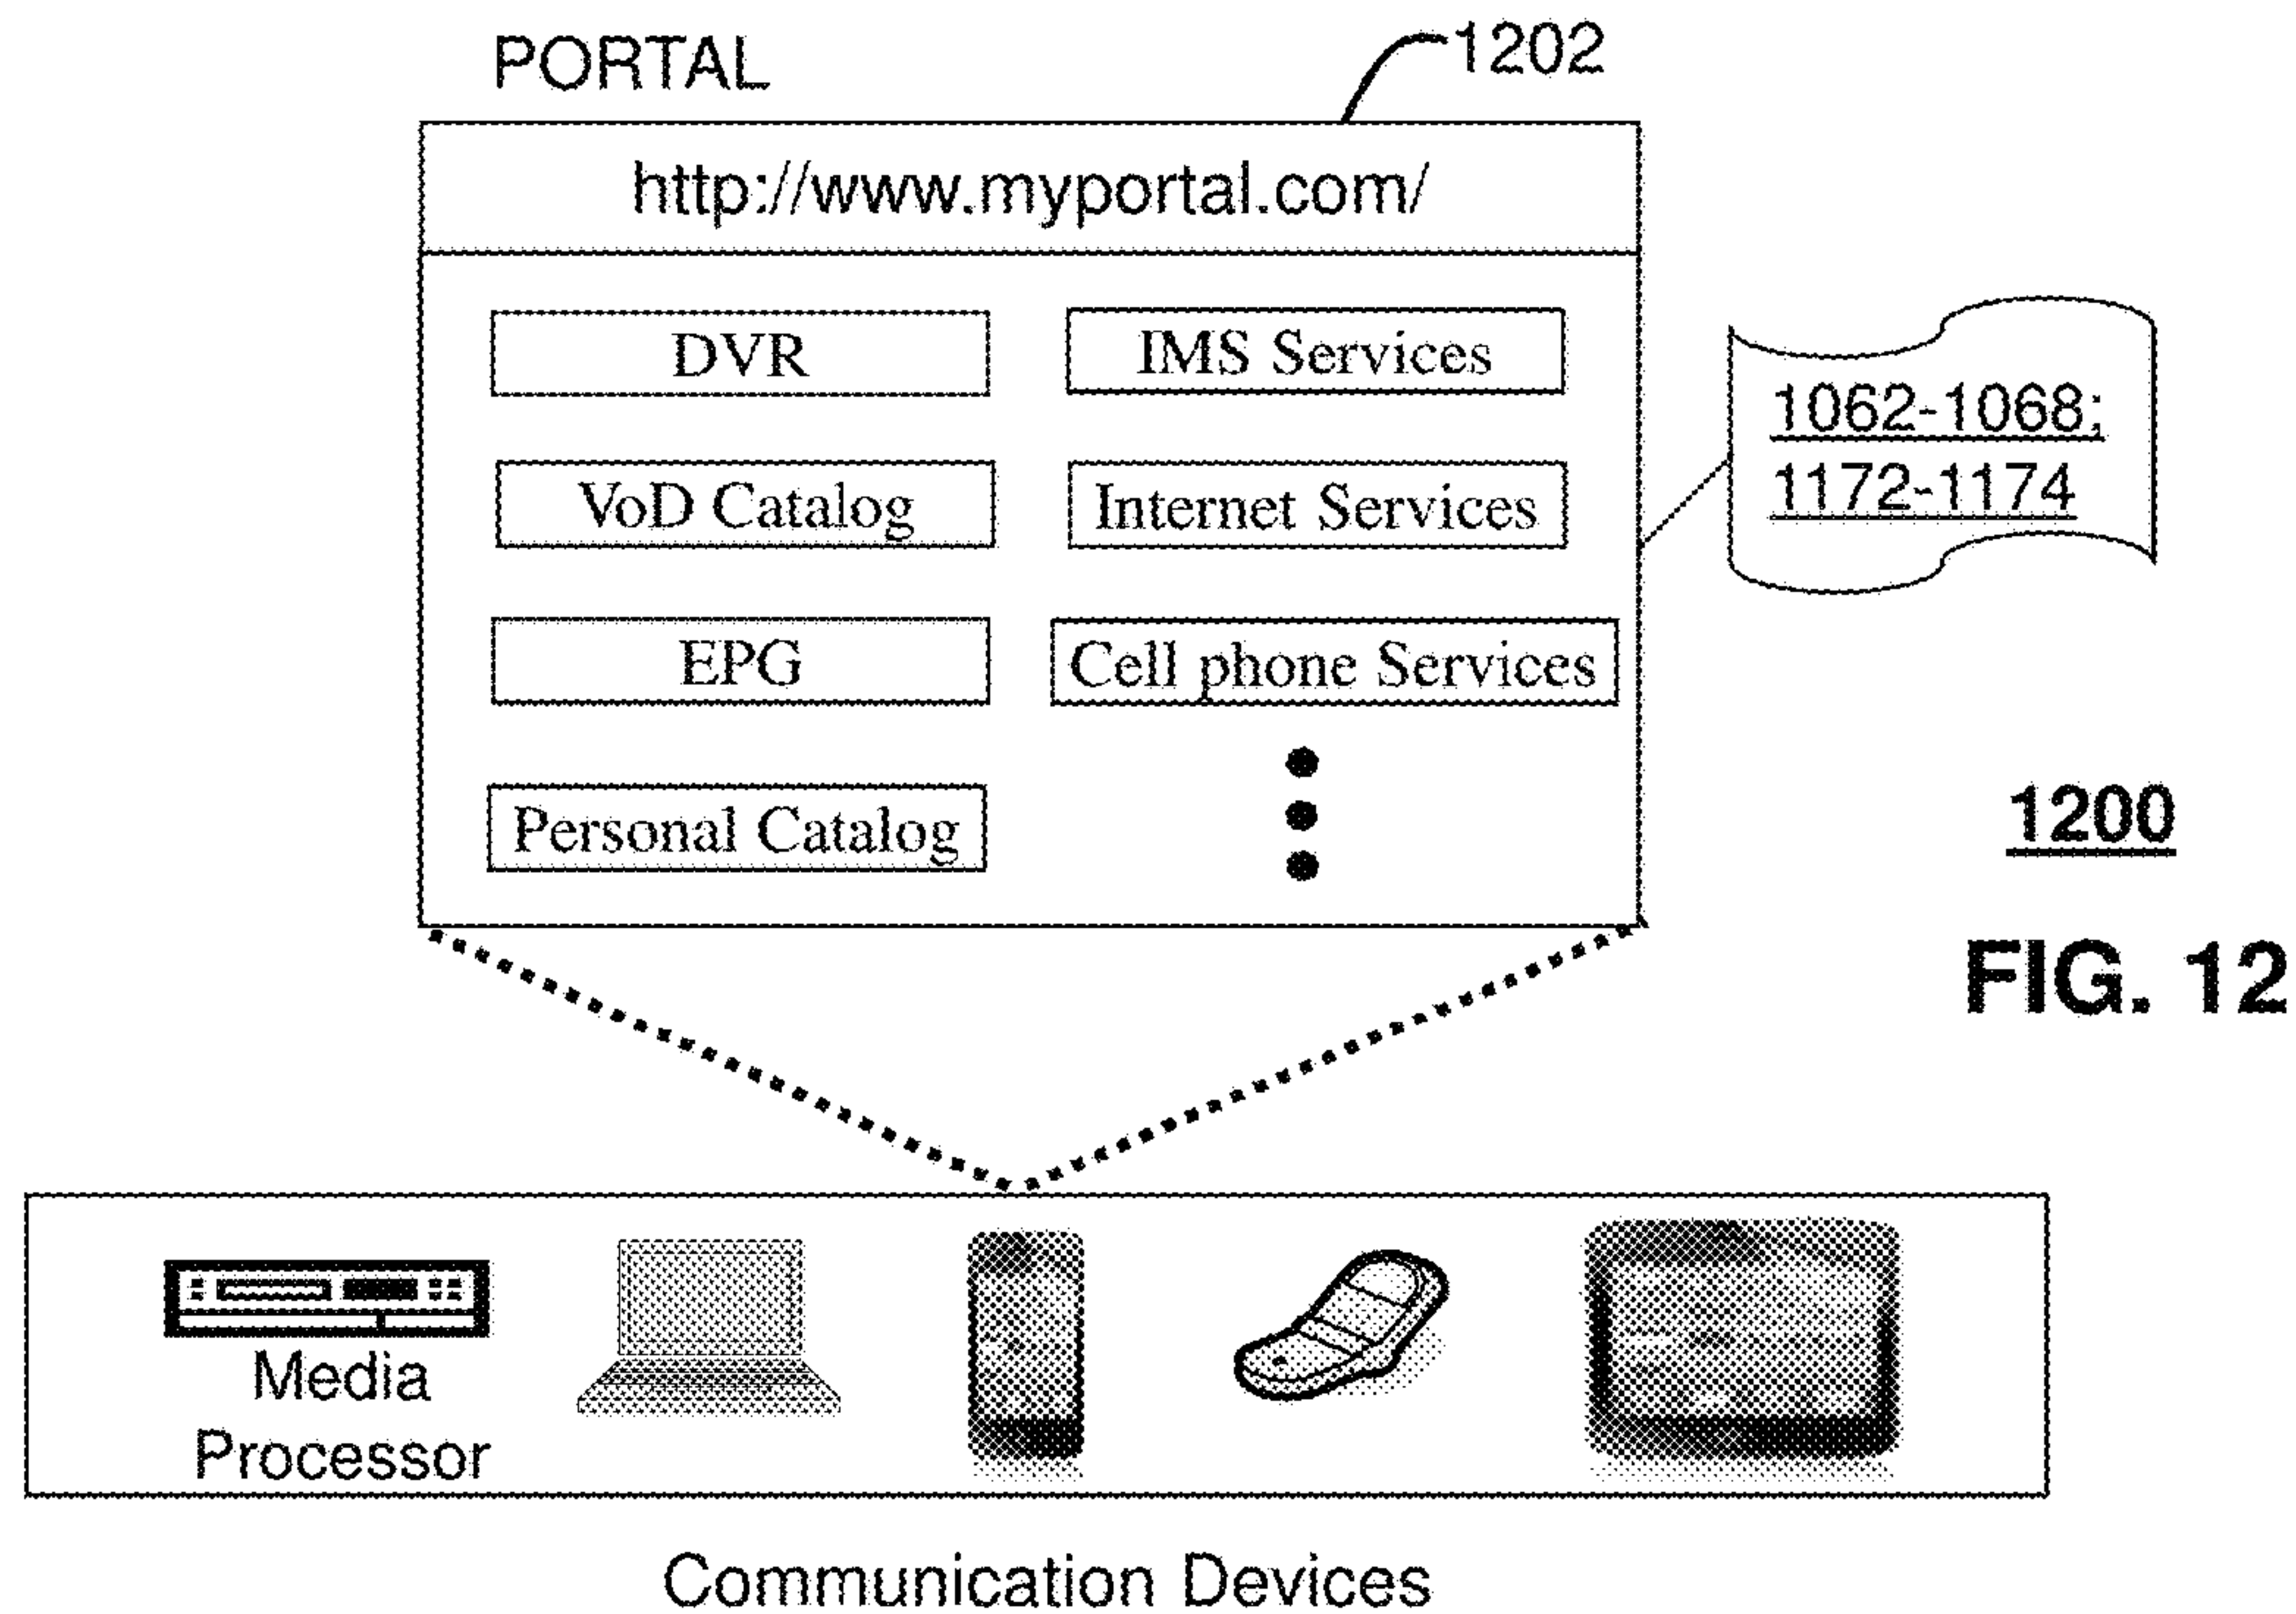 PORTAL
1202
http://www.myportal.com/
DVR
IMS Services
VoD Catalog
Internet Services
EPG
Cell phone Services
Personal Catalog
1062-1068;
1172-1174
1200
FIG. 12
Media
Processor
Communication Devices